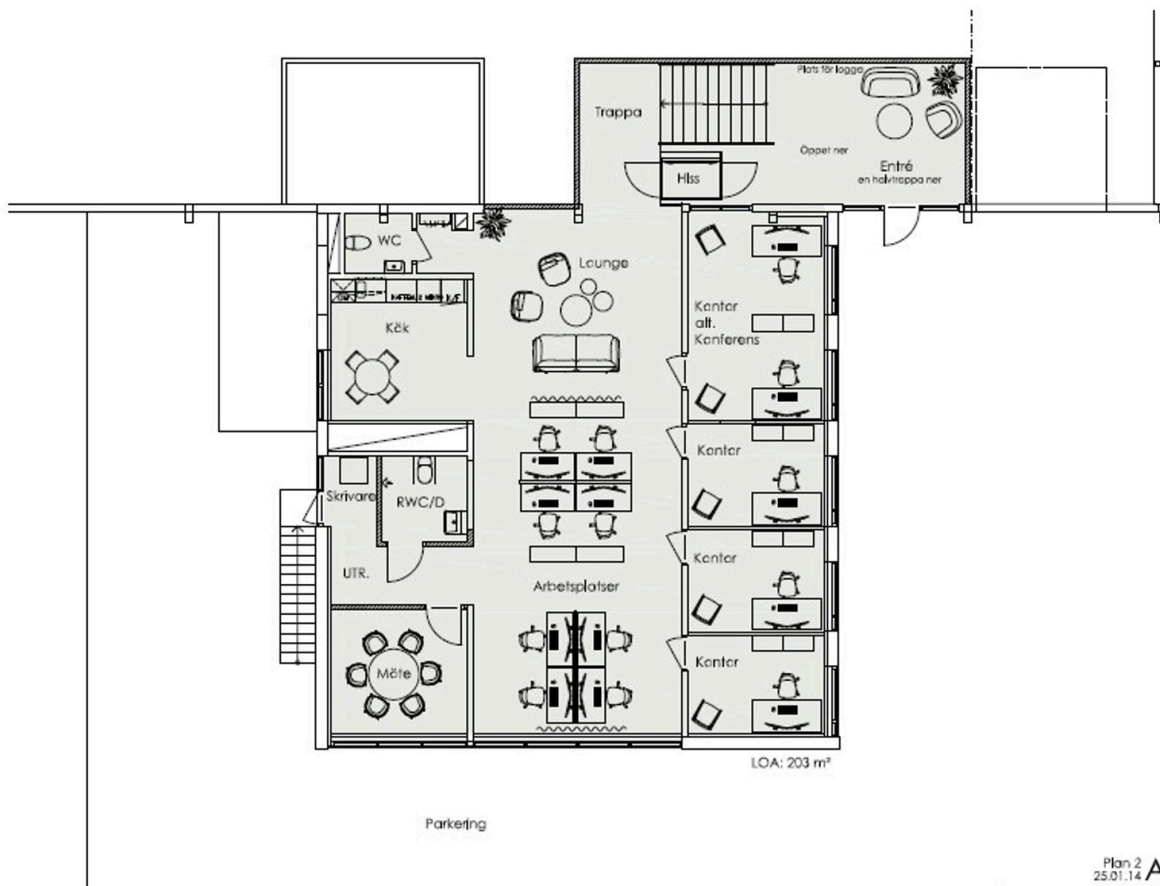 Plats för logga
Trappa
Öppet ner
Entré
en halvtrappa ner
Hiss
WC
Lounge
Kök
K/F
Kontor
alt.
Konferens
Kontor
Skrivare
RWC/D
UTR.
Kontor
Arbetsplatser
Möte
Kontor
LOA: 203 m²
Parkering
Plan 2
25.01.14
A